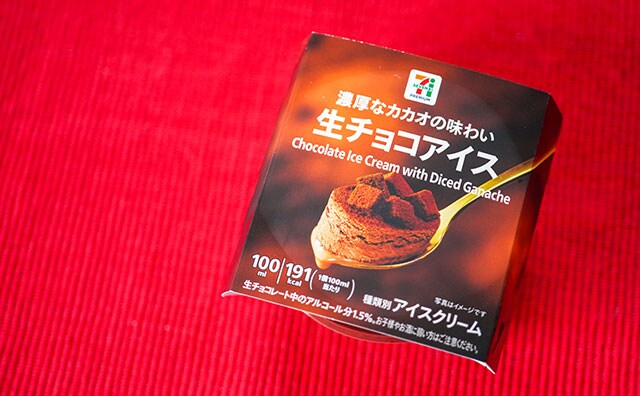 SEVEN
PREMIUM
濃厚なカカオの味わい
生チョコアイス
Chocolate Ice Cream with Diced Ganache
100ml 191kcal (1個100ml当たり)
写真はイメージです
種類別 アイスクリーム
生チョコレート中のアルコール分1.5%。お子様やお酒に弱い方はご注意ください。